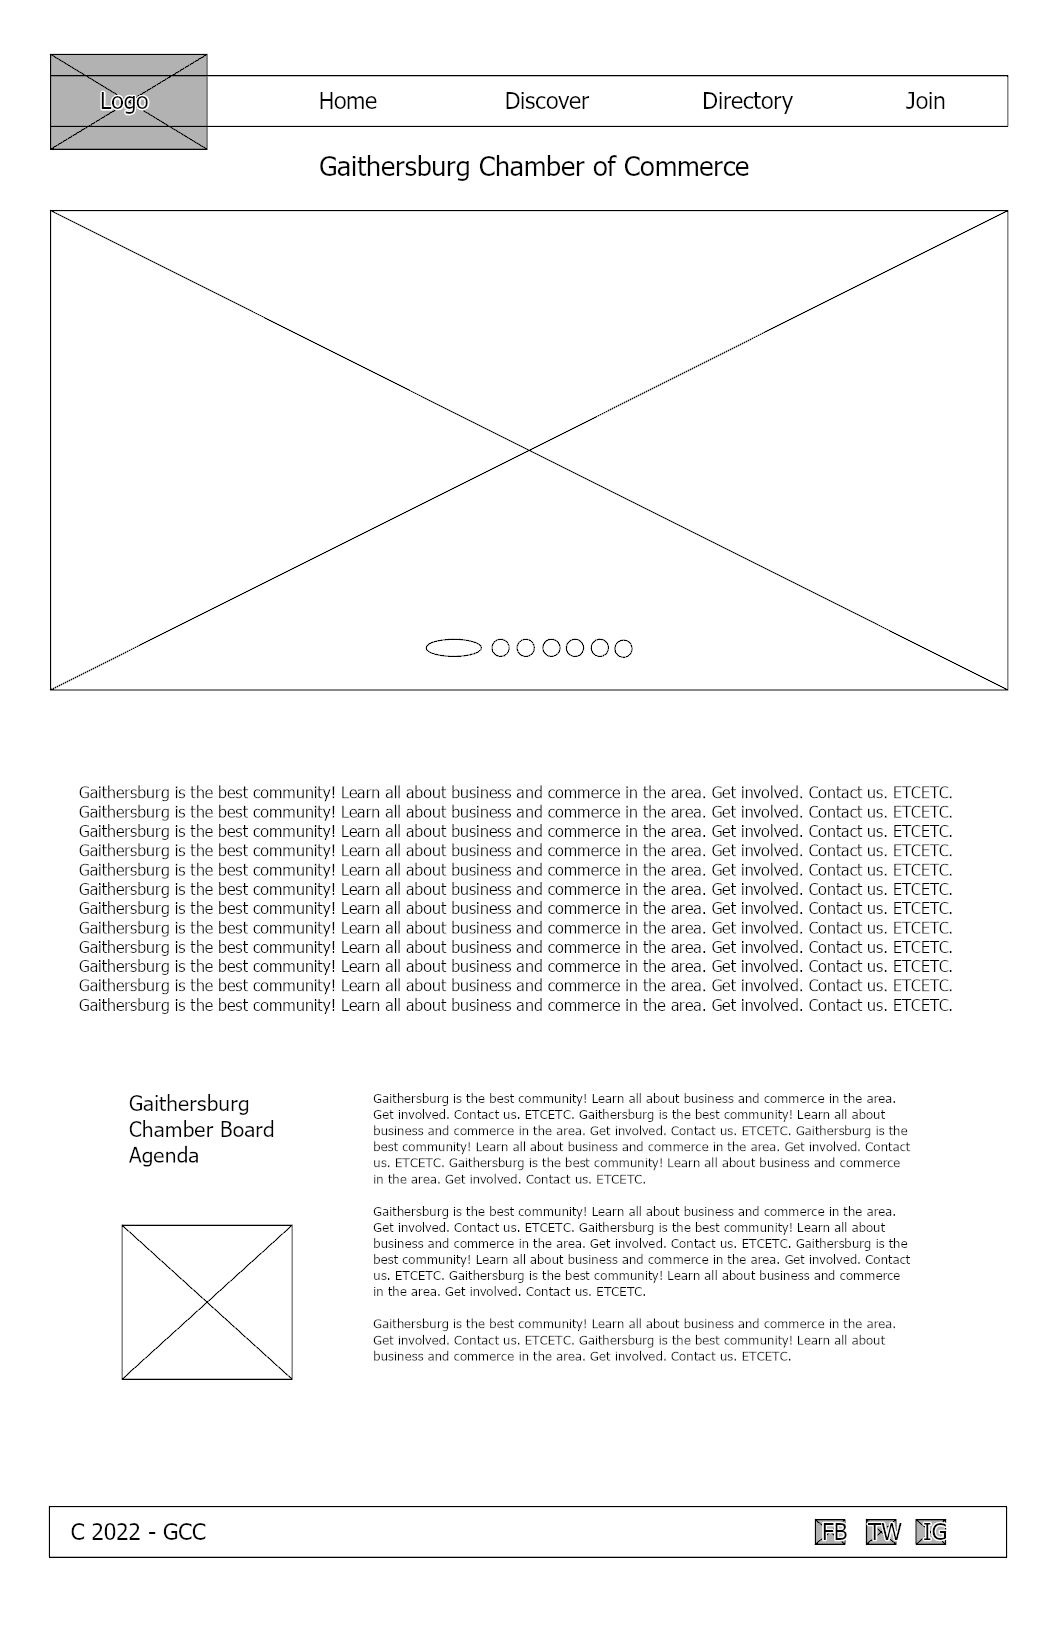 Logo
Home Discover Directory Join
Gaithersburg Chamber of Commerce
Gaithersburg is the best community! Learn all about business and commerce in the area. Get involved. Contact us. ETCETC.
Gaithersburg is the best community! Learn all about business and commerce in the area. Get involved. Contact us. ETCETC.
Gaithersburg is the best community! Learn all about business and commerce in the area. Get involved. Contact us. ETCETC.
Gaithersburg is the best community! Learn all about business and commerce in the area. Get involved. Contact us. ETCETC.
Gaithersburg is the best community! Learn all about business and commerce in the area. Get involved. Contact us. ETCETC.
Gaithersburg is the best community! Learn all about business and commerce in the area. Get involved. Contact us. ETCETC.
Gaithersburg is the best community! Learn all about business and commerce in the area. Get involved. Contact us. ETCETC.
Gaithersburg is the best community! Learn all about business and commerce in the area. Get involved. Contact us. ETCETC.
Gaithersburg is the best community! Learn all about business and commerce in the area. Get involved. Contact us. ETCETC.
Gaithersburg is the best community! Learn all about business and commerce in the area. Get involved. Contact us. ETCETC.
Gaithersburg is the best community! Learn all about business and commerce in the area. Get involved. Contact us. ETCETC.
Gaithersburg is the best community! Learn all about business and commerce in the area. Get involved. Contact us. ETCETC.
Gaithersburg
Chamber Board
Agenda
Gaithersburg is the best community! Learn all about business and commerce in the area.
Get involved. Contact us. ETCETC. Gaithersburg is the best community! Learn all about
business and commerce in the area. Get involved. Contact us. ETCETC. Gaithersburg is the
best community! Learn all about business and commerce in the area. Get involved. Contact
us. ETCETC. Gaithersburg is the best community! Learn all about business and commerce
in the area. Get involved. Contact us. ETCETC.
Gaithersburg is the best community! Learn all about business and commerce in the area.
Get involved. Contact us. ETCETC. Gaithersburg is the best community! Learn all about
business and commerce in the area. Get involved. Contact us. ETCETC. Gaithersburg is the
best community! Learn all about business and commerce in the area. Get involved. Contact
us. ETCETC. Gaithersburg is the best community! Learn all about business and commerce
in the area. Get involved. Contact us. ETCETC.
Gaithersburg is the best community! Learn all about business and commerce in the area.
Get involved. Contact us. ETCETC. Gaithersburg is the best community! Learn all about
business and commerce in the area. Get involved. Contact us. ETCETC.
C 2022 - GCC
FB TW IG